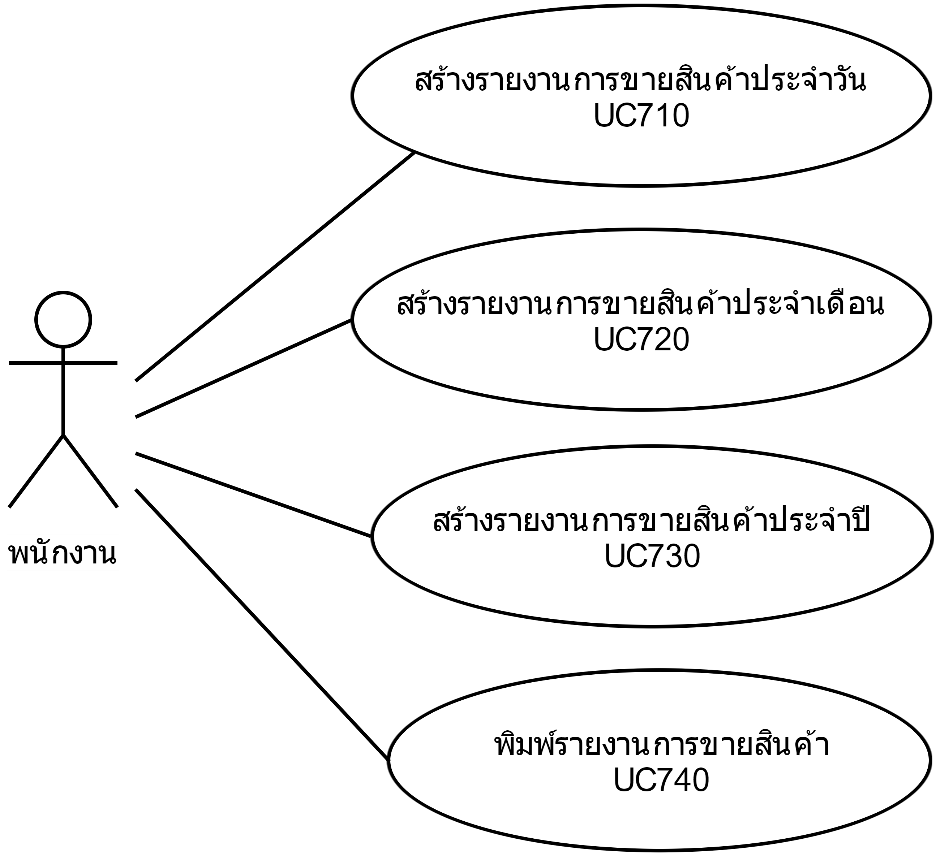 สร้างรายงานการขายสินค้าประจำวัน
UC710
สร้างรายงานการขายสินค้าประจำเดือน
UC720
สร้างรายงานการขายสินค้าประจำปี
UC730
พนักงาน
พิมพ์รายงานการขายสินค้า
UC740